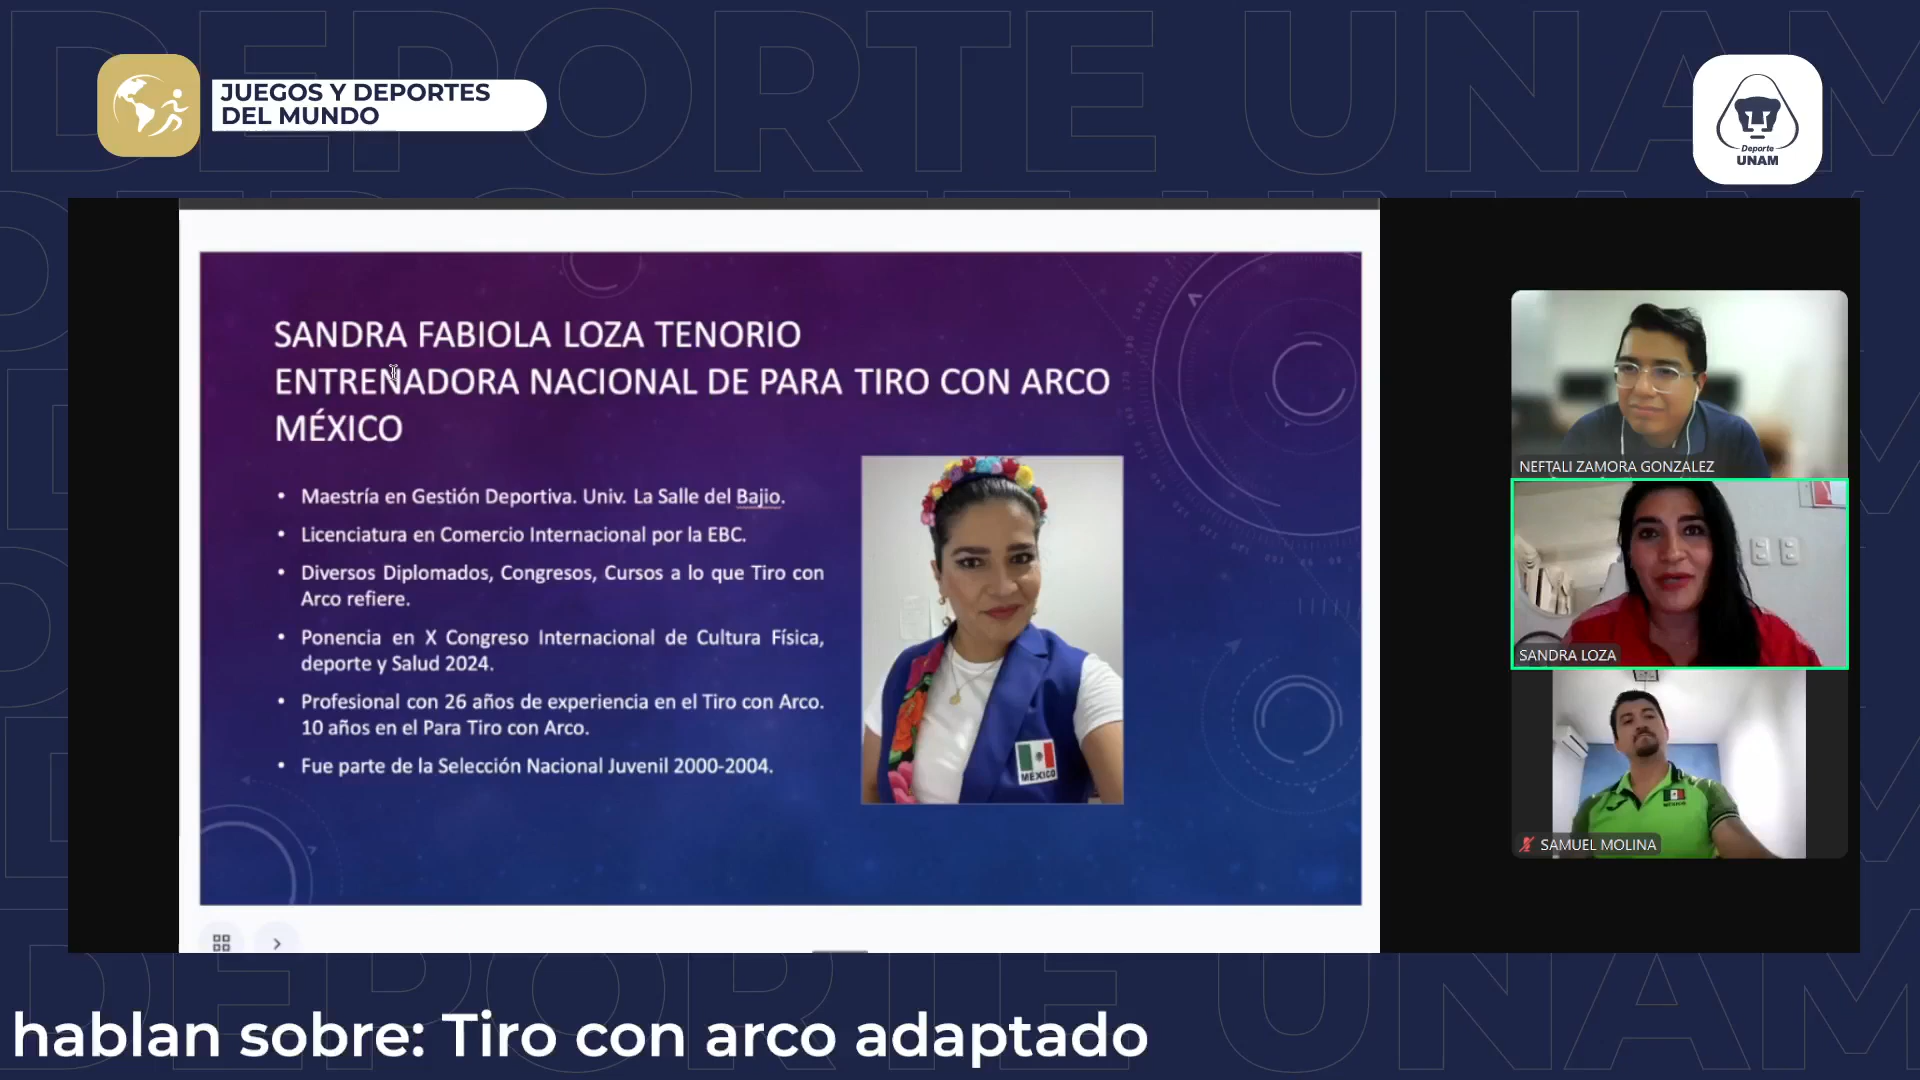 JUEGOS Y DEPORTES
DEL MUNDO
Deporte
UNAM
SANDRA FABIOLA LOZA TENORIO
ENTRENADORA NACIONAL DE PARA TIRO CON ARCO
MÉXICO
• Maestría en Gestión Deportiva. Univ. La Salle del Bajio.
• Licenciatura en Comercio Internacional por la EBC.
• Diversos Diplomados, Congresos, Cursos a lo que Tiro con
Arco refiere.
• Ponencia en X Congreso Internacional de Cultura Física,
deporte y Salud 2024.
• Profesional con 26 años de experiencia en el Tiro con Arco.
10 años en el Para Tiro con Arco.
• Fue parte de la Selección Nacional Juvenil 2000-2004.
MÉXICO
NEFTALI ZAMORA GONZALEZ
SANDRA LOZA
MÉXICO
SAMUEL MOLINA
hablan sobre: Tiro con arco adaptado
DEPORTE UNAM
DEPORTE UNAM